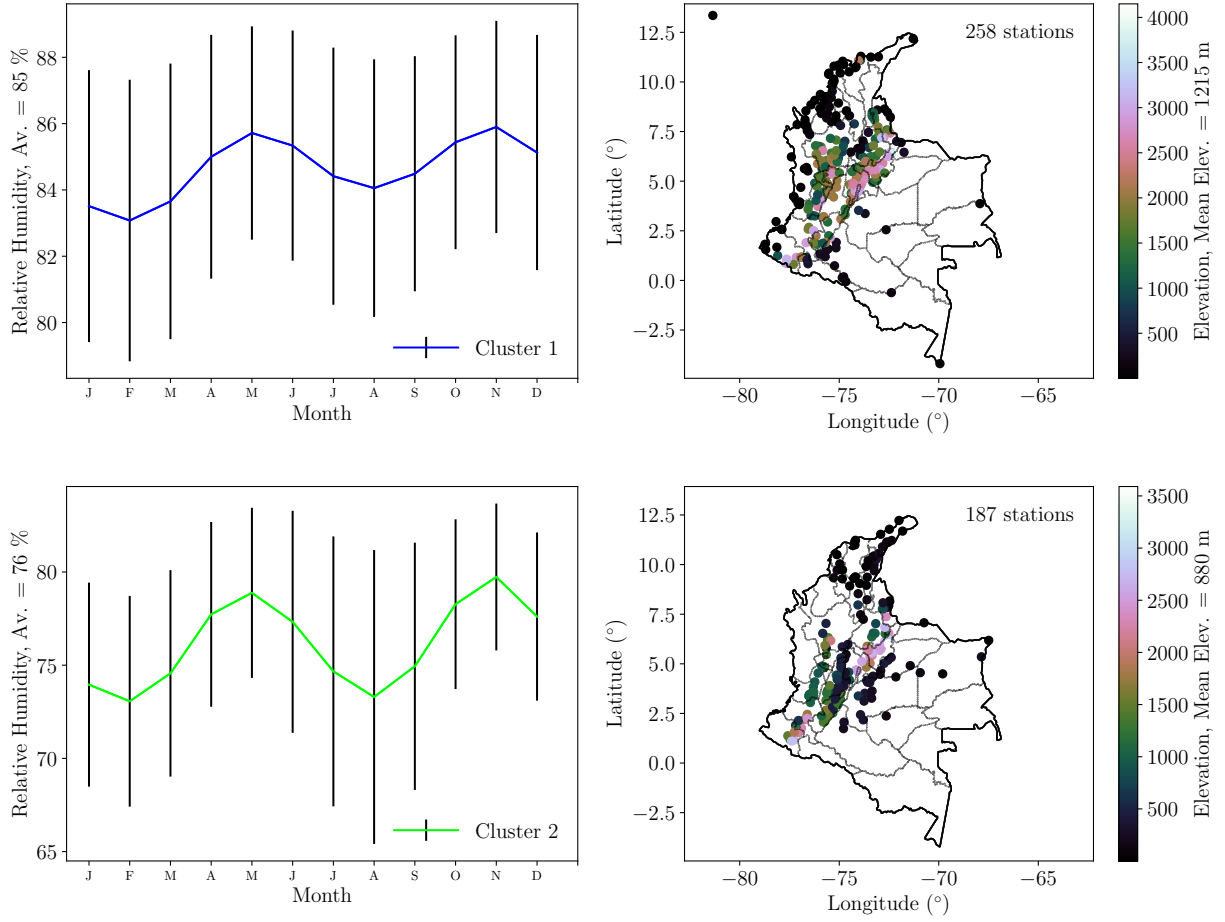 Relative Humidity, Av. = 85 %
88
86
84
82
80
Cluster 1
J F M A M J J A S O N D
Month
258 stations
Latitude (°)
12.5
10.0
7.5
5.0
2.5
0.0
−2.5
−80 −75 −70 −65
Longitude (°)
Elevation, Mean Elev. = 1215 m
4000
3500
3000
2500
2000
1500
1000
500
Relative Humidity, Av. = 76 %
80
75
70
65
Cluster 2
J F M A M J J A S O N D
Month
187 stations
Latitude (°)
12.5
10.0
7.5
5.0
2.5
0.0
−2.5
−80 −75 −70 −65
Longitude (°)
Elevation, Mean Elev. = 880 m
3500
3000
2500
2000
1500
1000
500